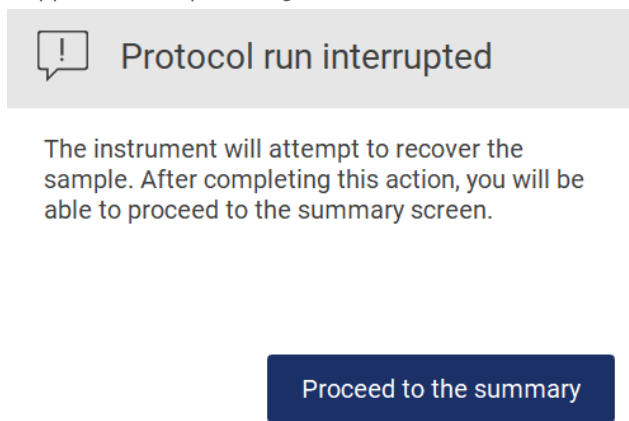 !
Protocol run interrupted
The instrument will attempt to recover the
sample. After completing this action, you will be
able to proceed to the summary screen.
Proceed to the summary